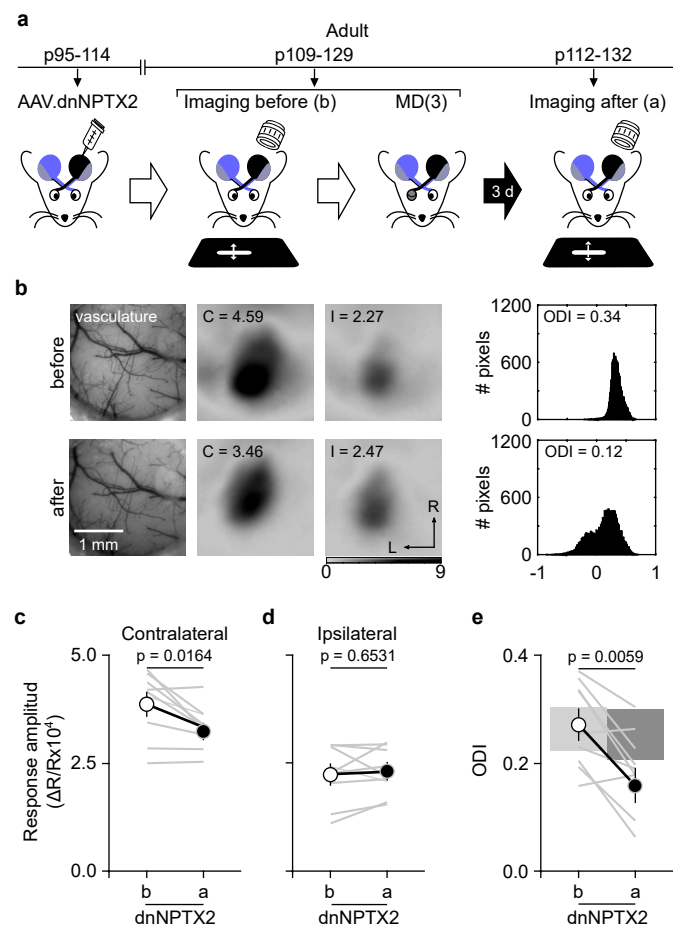 a
Adult
p95-114 p109-129 p112-132
AAV.dnNPTX2 Imaging before (b) MD(3) Imaging after (a)
3 d
b
vasculature C = 4.59 I = 2.27 ODI = 0.34
before
1200
600
0
# pixels
after
C = 3.46 I = 2.47 ODI = 0.12
1 mm
R
L
0 9
1200
600
0
# pixels
-1 0 1
c d e
Contralateral Ipsilateral
p = 0.0164 p = 0.6531 p = 0.0059
Response amplitud
(ΔR/Rx10⁴)
5.0
2.5
0.0
ODI
0.4
0.2
0.0
b a b a b a
dnNPTX2 dnNPTX2 dnNPTX2